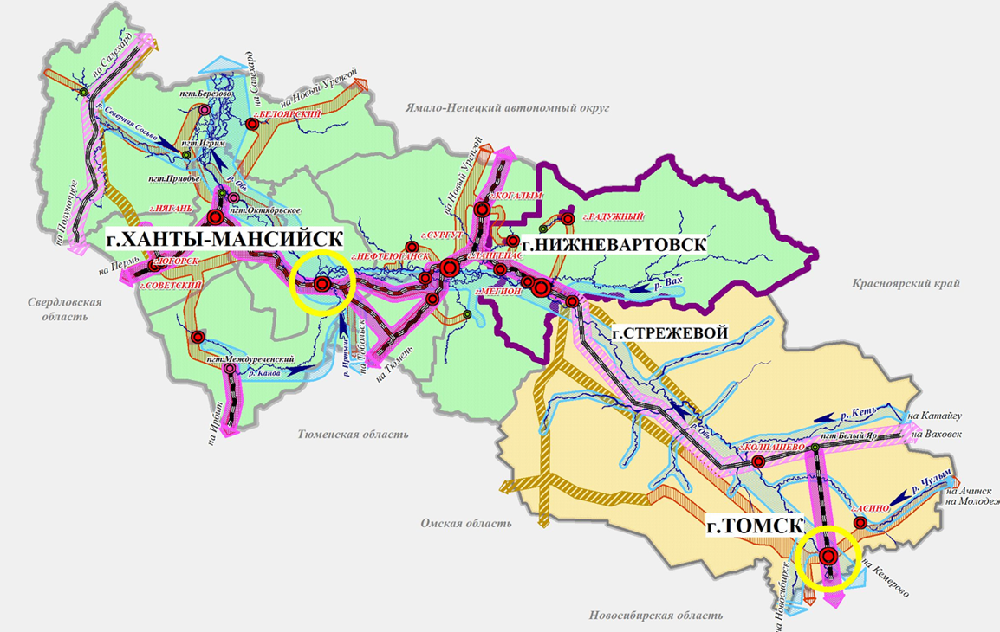 на Салехард
пгт.Березово
на Салехард
на Новый Уренгой
г.БЕЛОЯРСКИЙ
Ямало-Ненецкий автономный округ
р. Северная Сосьва
пгт.Игрим
на Новый Уренгой
пгт.Приобье
р. Обь
на Полуночное
г.НЯГАНЬ
пгт.Октябрьское
г.КОГАЛЫМ
г.РАДУЖНЫЙ
г.ХАНТЫ-МАНСИЙСК
г.СУРГУТ
г.НИЖНЕВАРТОВСК
на Пермь
г.ЮГОРСК
г.НЕФТЕЮГАНСК
г.ЛАНГЕПАС
г.СОВЕТСКИЙ
г.МЕГИОН
р. Вах
Красноярский край
Свердловская
область
г.СТРЕЖЕВОЙ
р. Иртыш
на Тобольск
на Тюмень
пгт.Междуреченский
р. Конда
на Ирбит
Тюменская область
р. Обь
р. Кеть
на Катайгу
пгт Белый Яр
на Ваховск
г.КОЛПАШЕВО
р. Чулым
на Ачинск
на Молодеж
г.АСИНО
Омская область
г.ТОМСК
на Кемерово
на Новосибирск
Новосибирская область